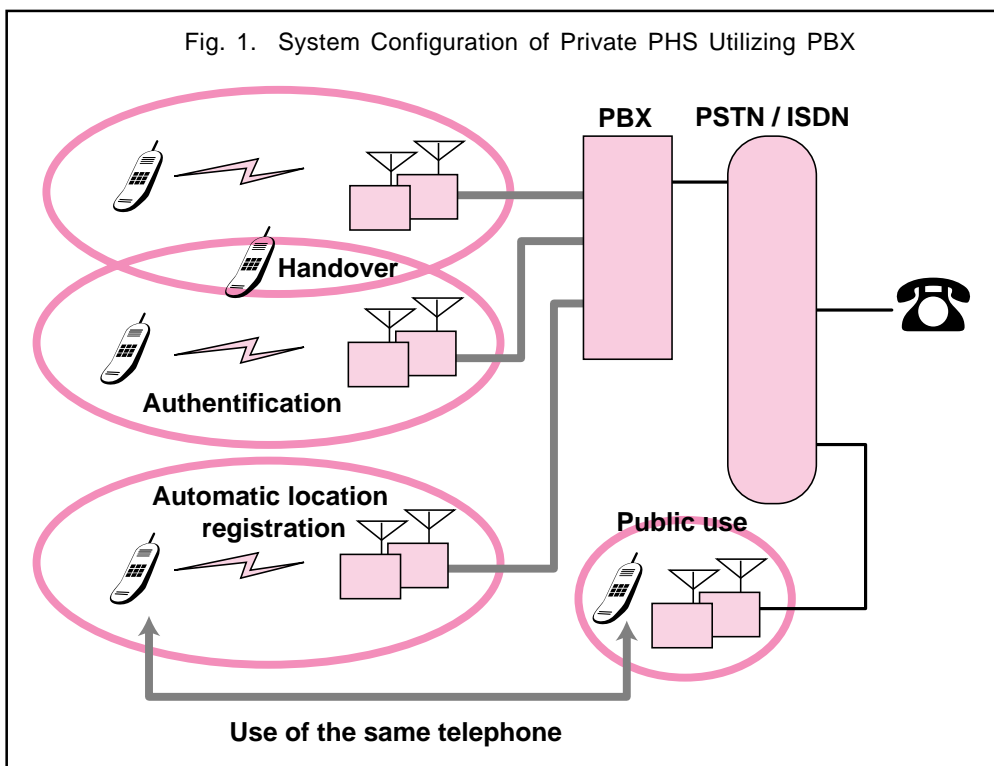 Fig. 1. System Configuration of Private PHS Utilizing PBX
PBX
PSTN / ISDN
Handover
Authentification
Automatic location
registration
Public use
Use of the same telephone